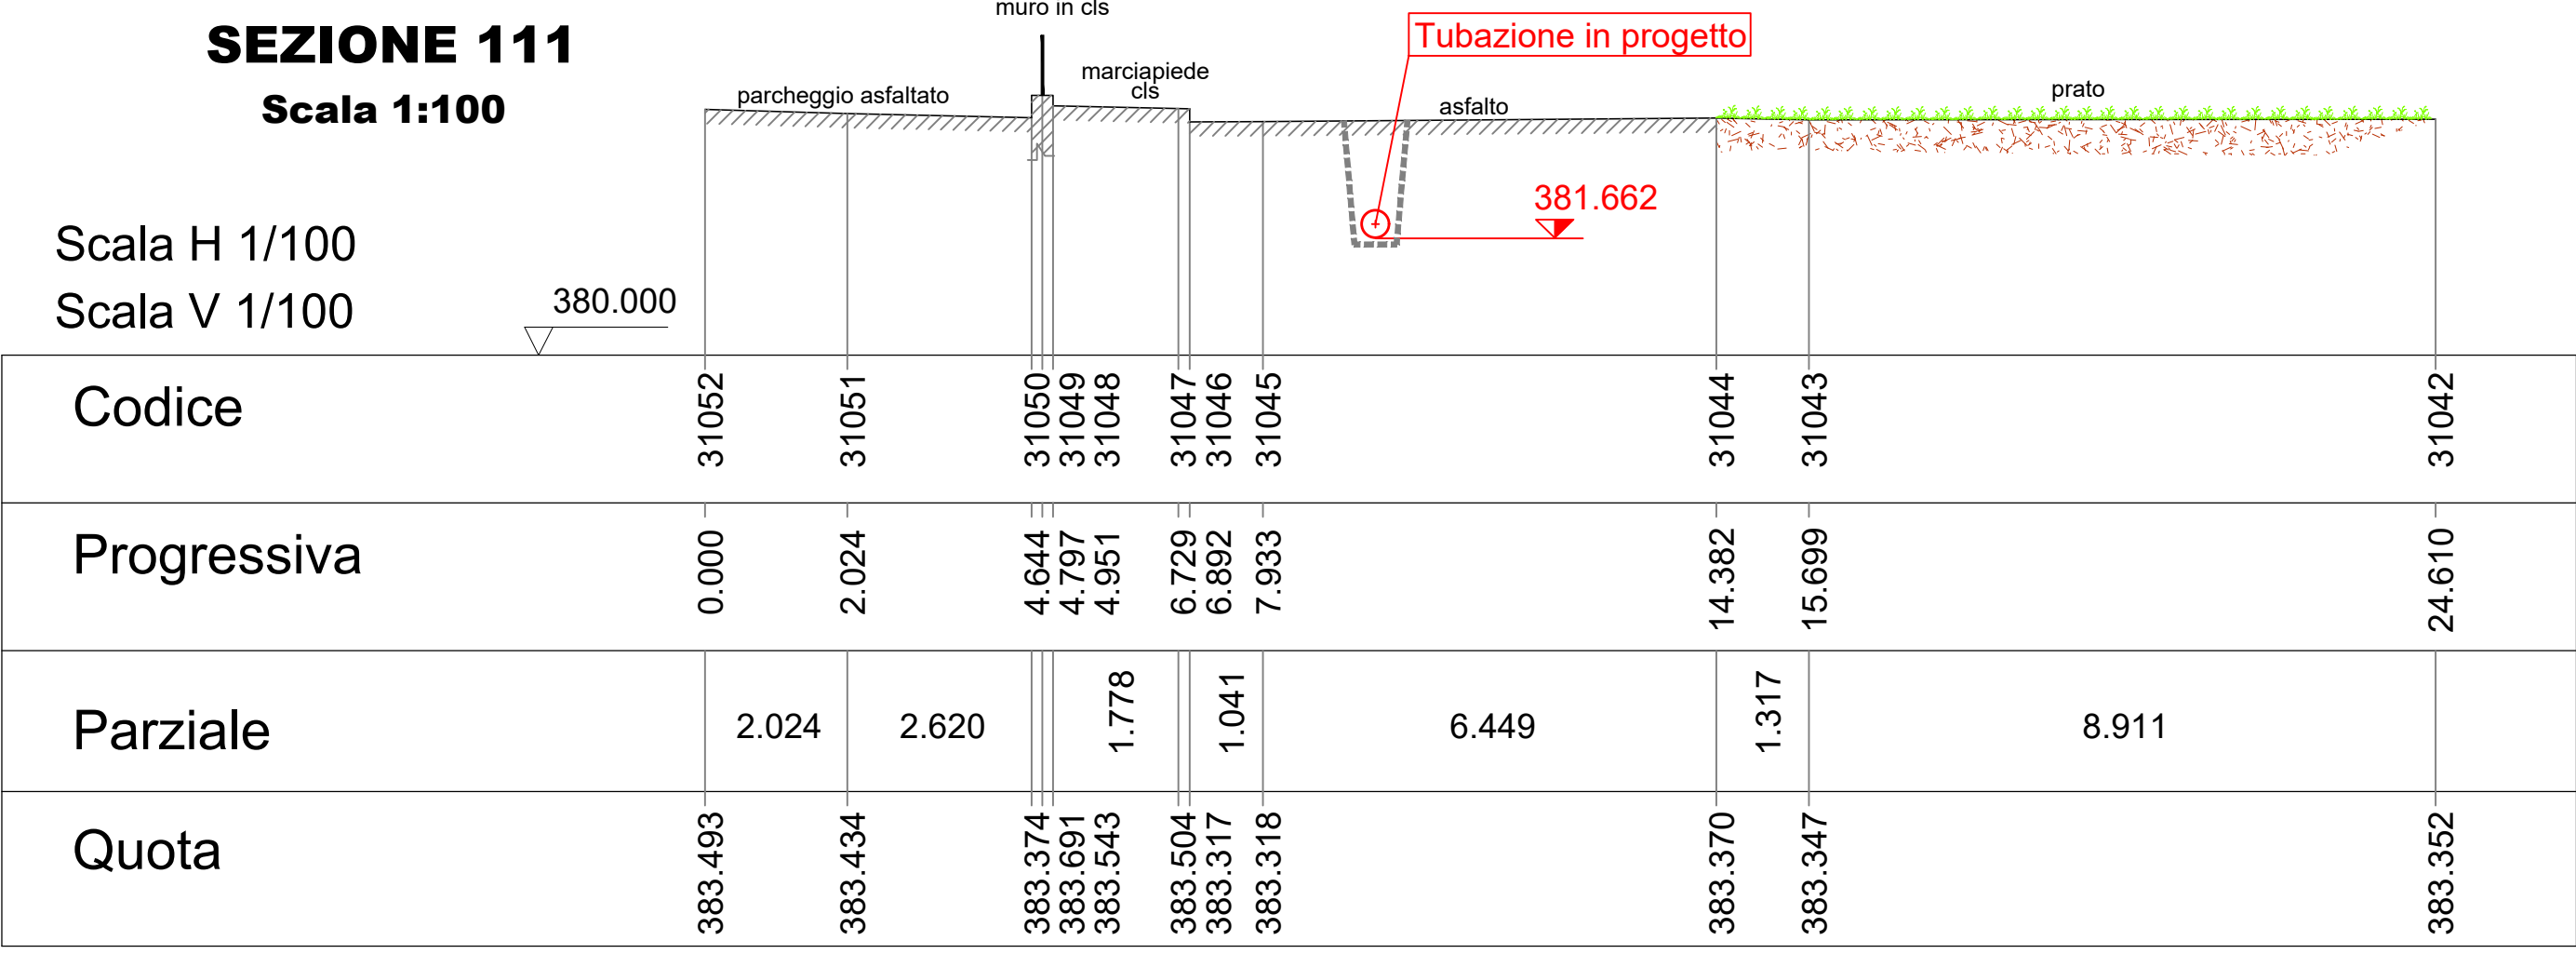 muro in cls
SEZIONE 111
Scala 1:100
Tubazione in progetto
parcheggio asfaltato
marciapiede
cls
asfalto
prato
381.662
Scala H 1/100
Scala V 1/100
380.000
Codice
31052
31051
31050
31049
31048
31047
31046
31045
31044
31043
31042
Progressiva
0.000
2.024
4.644
4.797
4.951
6.729
6.892
7.933
14.382
15.699
24.610
Parziale
2.024
2.620
1.778
1.041
6.449
1.317
8.911
Quota
383.493
383.434
383.374
383.691
383.543
383.504
383.317
383.318
383.370
383.347
383.352